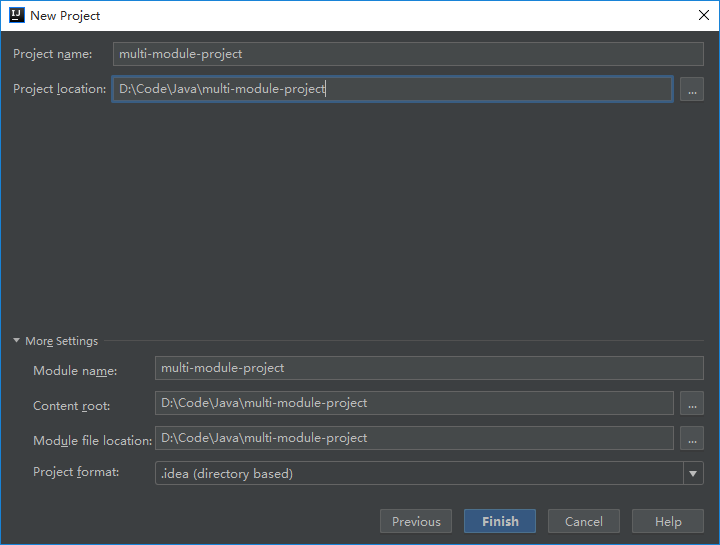 IJ New Project
Project name: multi-module-project
Project location: D:\Code\Java\multi-module-project ...
More Settings
Module name: multi-module-project
Content root: D:\Code\Java\multi-module-project ...
Module file location: D:\Code\Java\multi-module-project ...
Project format: .idea (directory based)
Previous Finish Cancel Help